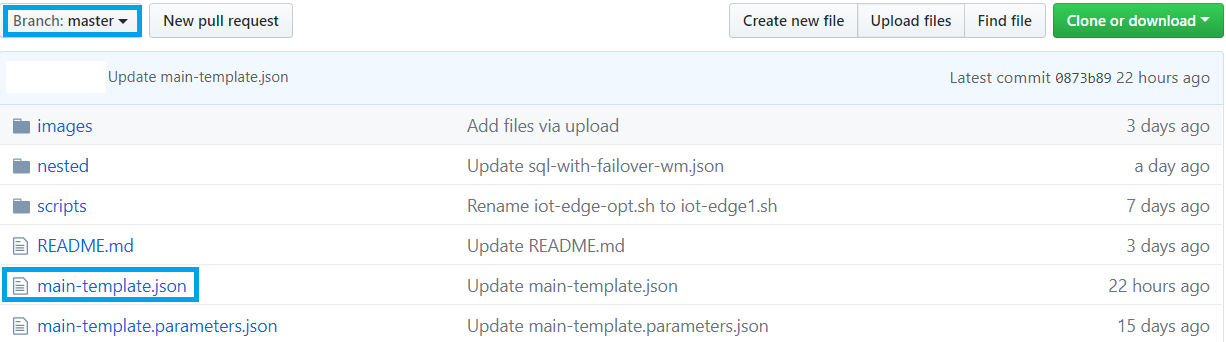 Branch: master New pull request Create new file Upload files Find file Clone or download
Update main-template.json Latest commit 0873b89 22 hours ago
images Add files via upload 3 days ago
nested Update sql-with-failover-wm.json a day ago
scripts Rename iot-edge-opt.sh to iot-edge1.sh 7 days ago
README.md Update README.md 3 days ago
main-template.json Update main-template.json 22 hours ago
main-template.parameters.json Update main-template.parameters.json 15 days ago